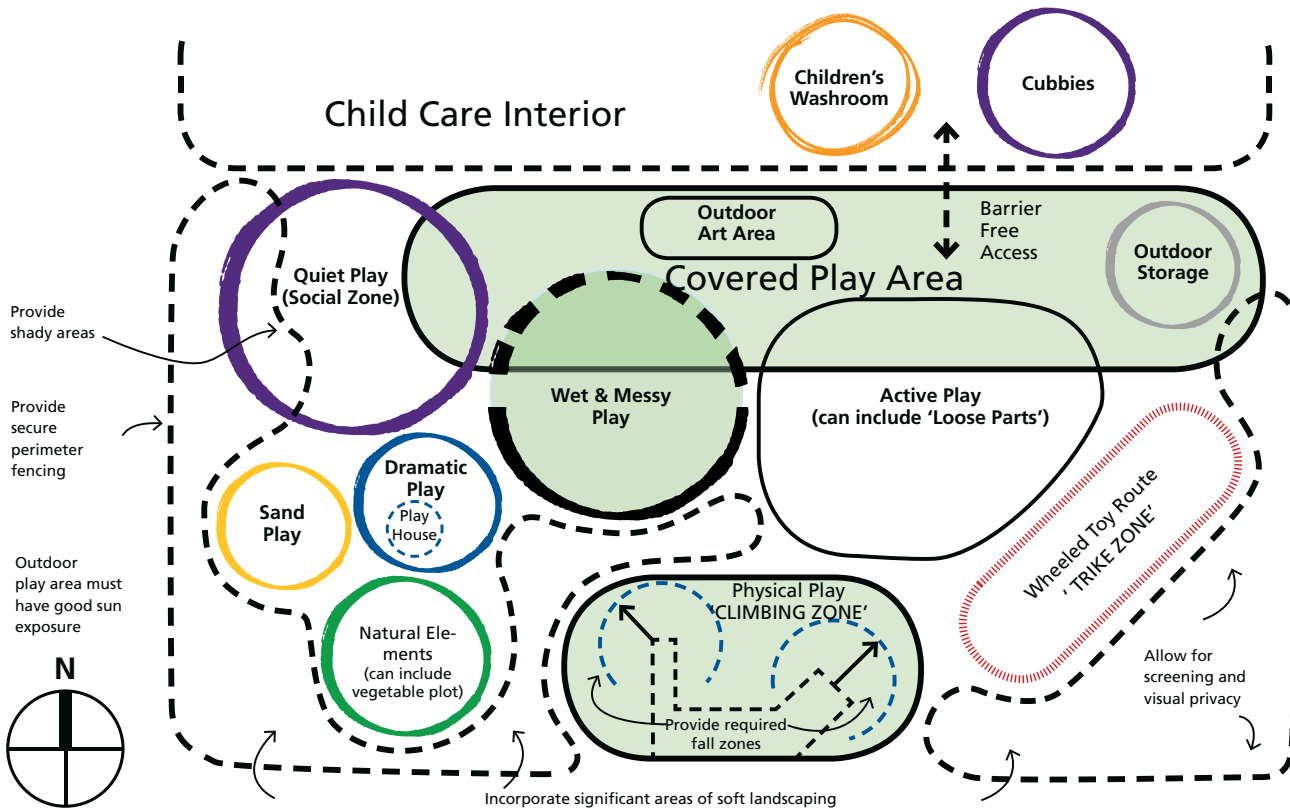 Children's
Washroom
Cubbies
Child Care Interior
Outdoor
Art Area
Barrier
Free
Access
Outdoor
Storage
Covered Play Area
Quiet Play
(Social Zone)
Provide
shady areas
Wet & Messy
Play
Active Play
(can include 'Loose Parts')
Provide
secure
perimeter
fencing
Dramatic
Play
Play
House
Sand
Play
Wheeled Toy Route
' TRIKE ZONE'
Outdoor
play area must
have good sun
exposure
Physical Play
'CLIMBING ZONE'
Natural Ele-
ments
(can include
vegetable plot)
N
Allow for
screening and
visual privacy
Provide required
fall zones
Incorporate significant areas of soft landscaping